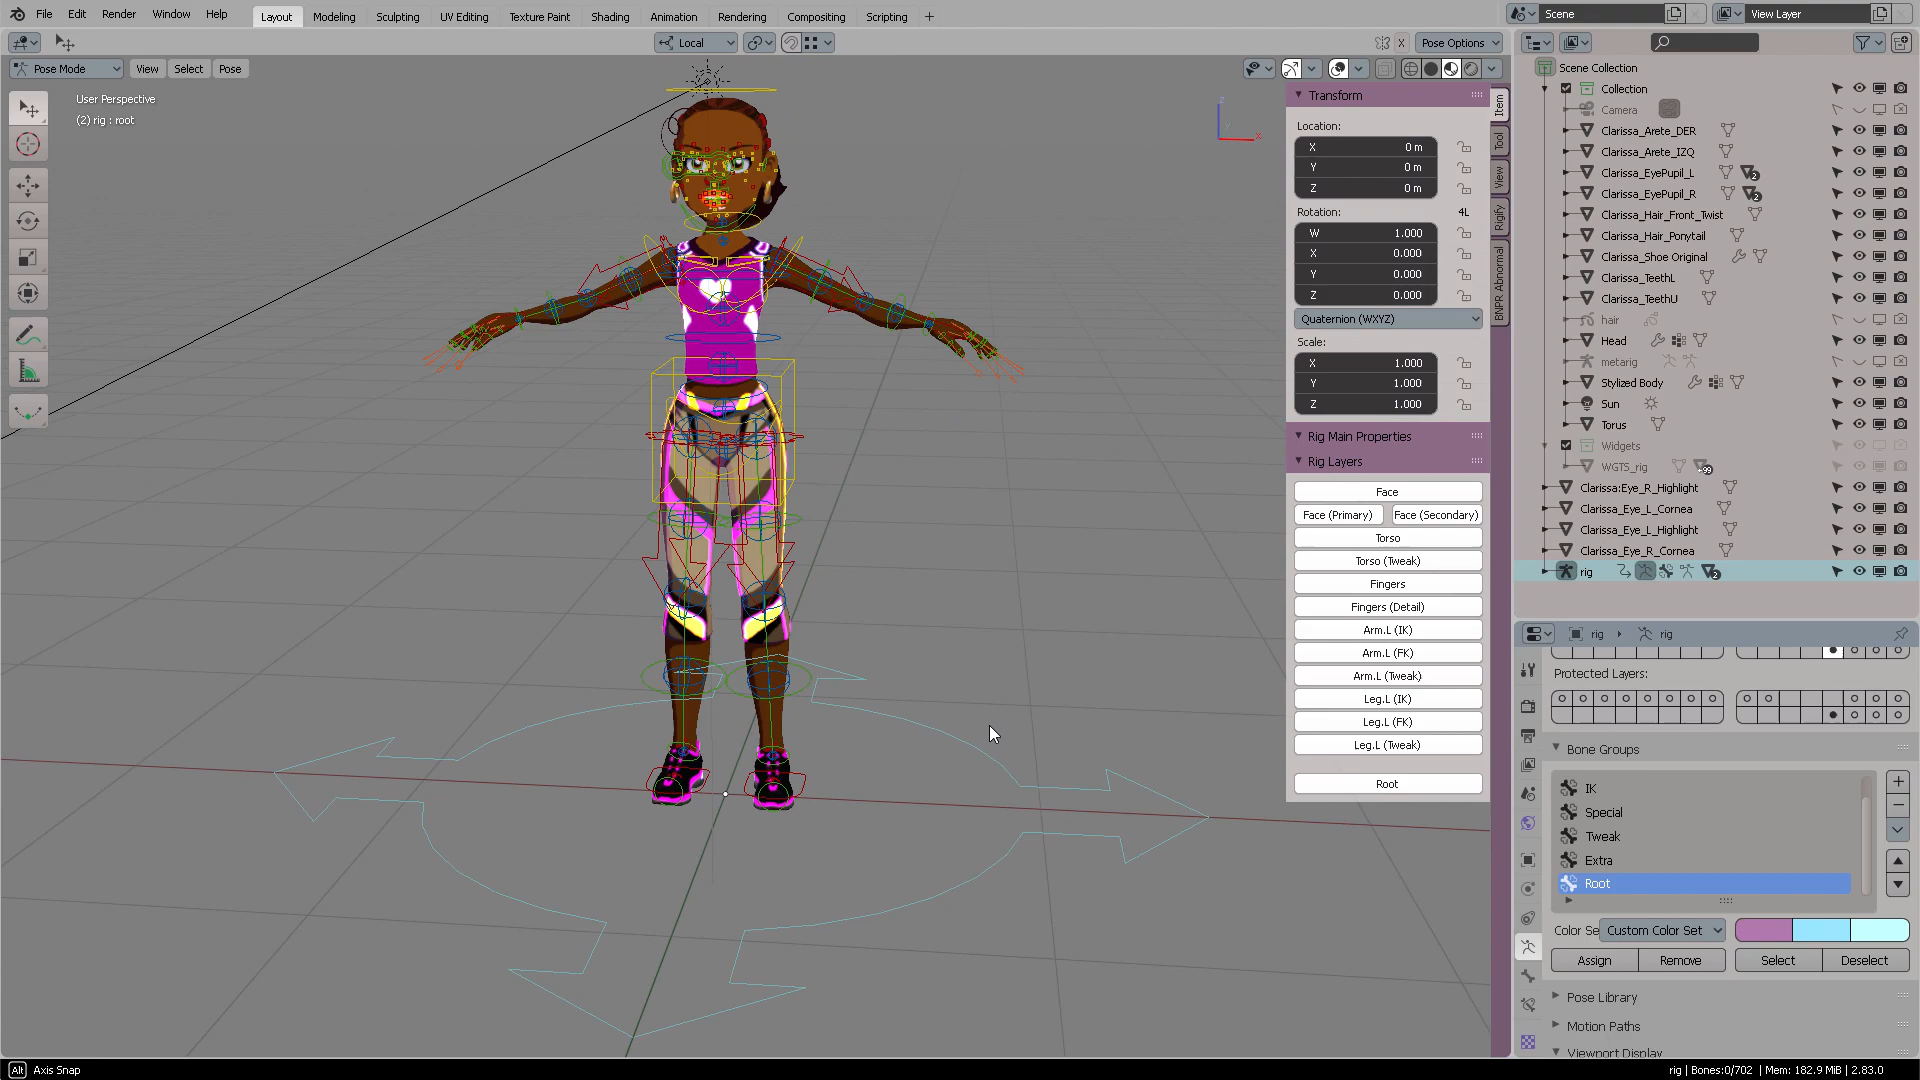 File Edit Render Window Help Layout Modeling Sculpting UV Editing Texture Paint Shading Animation Rendering Compositing Scripting + Scene View Layer
Local X Pose Options
Pose Mode View Select Pose
User Perspective
(2) rig : root
Transform
Location:
X 0 m
Y 0 m
Z 0 m
Rotation: 4L
W 1.000
X 0.000
Y 0.000
Z 0.000
Quaternion (WXYZ)
Scale:
X 1.000
Y 1.000
Z 1.000
Rig Main Properties
Rig Layers
Face
Face (Primary) Face (Secondary)
Torso
Torso (Tweak)
Fingers
Fingers (Detail)
Arm.L (IK)
Arm.L (FK)
Arm.L (Tweak)
Leg.L (IK)
Leg.L (FK)
Leg.L (Tweak)
Root
Item
Tool
View
Rigify
BNPR Abnormal
Z
X
Scene Collection
Collection
Camera
Clarissa_Arete_DER
Clarissa_Arete_IZQ
Clarissa_EyePupil_L 2
Clarissa_EyePupil_R 2
Clarissa_Hair_Front_Twist
Clarissa_Hair_Ponytail
Clarissa_Shoe Original
Clarissa_TeethL
Clarissa_TeethU
hair
Head
metarig
Stylized Body
Sun
Torus
Widgets
WGTS_rig 99
Clarissa:Eye_R_Highlight
Clarissa_Eye_L_Cornea
Clarissa_Eye_L_Highlight
Clarissa_Eye_R_Cornea
rig 2
rig rig
Protected Layers:
Bone Groups
IK
Special
Tweak
Extra
Root
Color Se Custom Color Set
Assign Remove Select Deselect
Pose Library
Motion Paths
Viewport Display
Alt Axis Snap
rig | Bones:0/702 | Mem: 182.9 MiB | 2.83.0